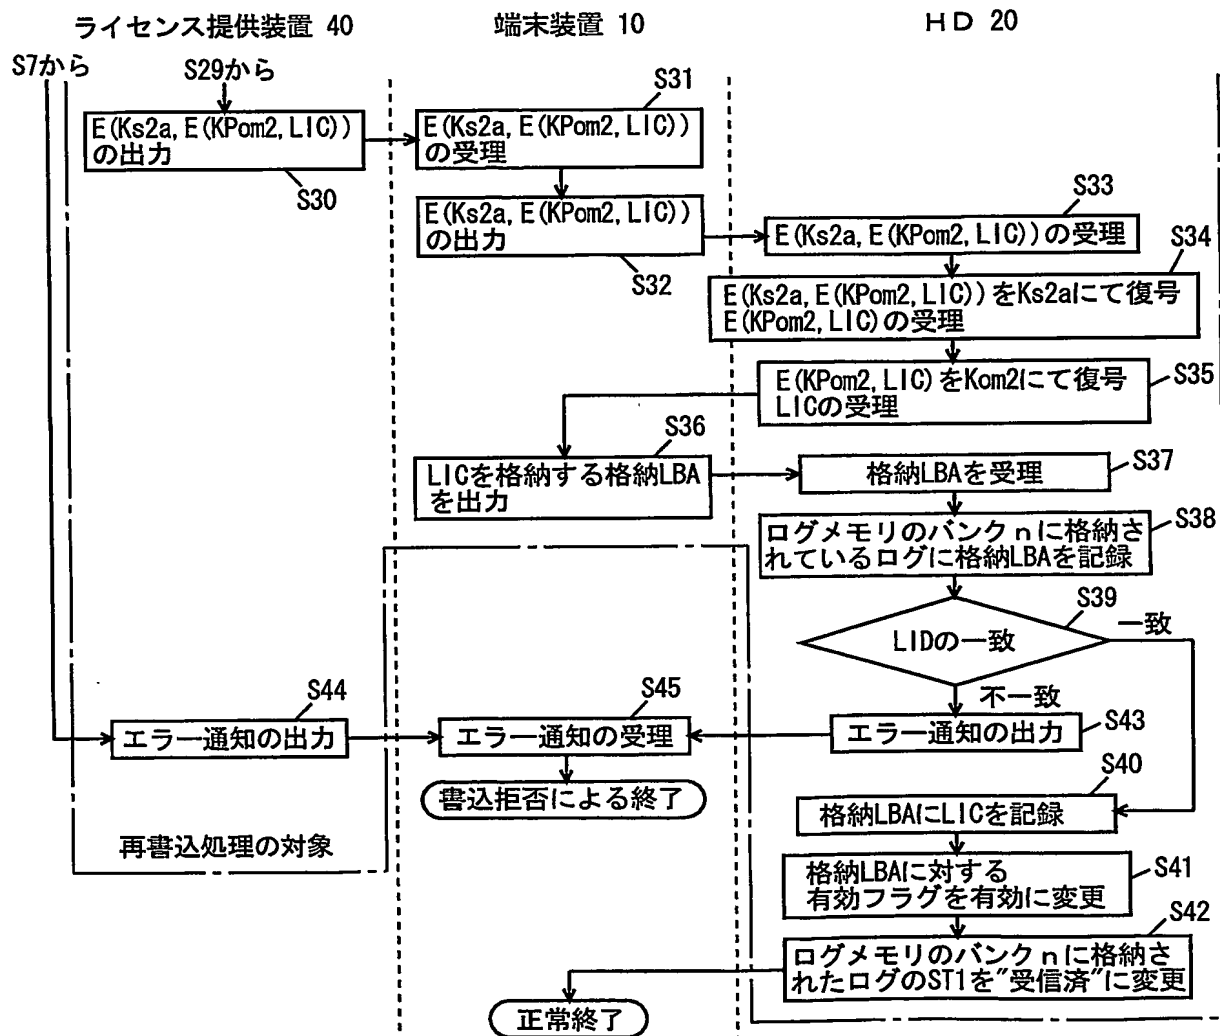 ライセンス提供装置 40
端末装置 10
HD 20
S7から
S29から
E(Ks2a, E(KPom2, LIC))
の出力
S30
S31
E(Ks2a, E(KPom2, LIC))
の受理
E(Ks2a, E(KPom2, LIC))
の出力
S32
S33
E(Ks2a, E(KPom2, LIC))の受理
S34
E(Ks2a, E(KPom2, LIC))をKs2aにて復号
E(KPom2, LIC)の受理
E(KPom2, LIC)をKom2にて復号
LICの受理
S35
S36
LICを格納する格納LBA
を出力
格納LBAを受理
S37
ログメモリのバンクnに格納さ
れているログに格納LBAを記録
S38
S39
LIDの一致
一致
不一致
S44
エラー通知の出力
S45
エラー通知の受理
エラー通知の出力
S43
書込拒否による終了
S40
格納LBAにLICを記録
再書込処理の対象
格納LBAに対する
有効フラグを有効に変更
S41
S42
ログメモリのバンクnに格納さ
れたログのST1を"受信済"に変更
正常終了